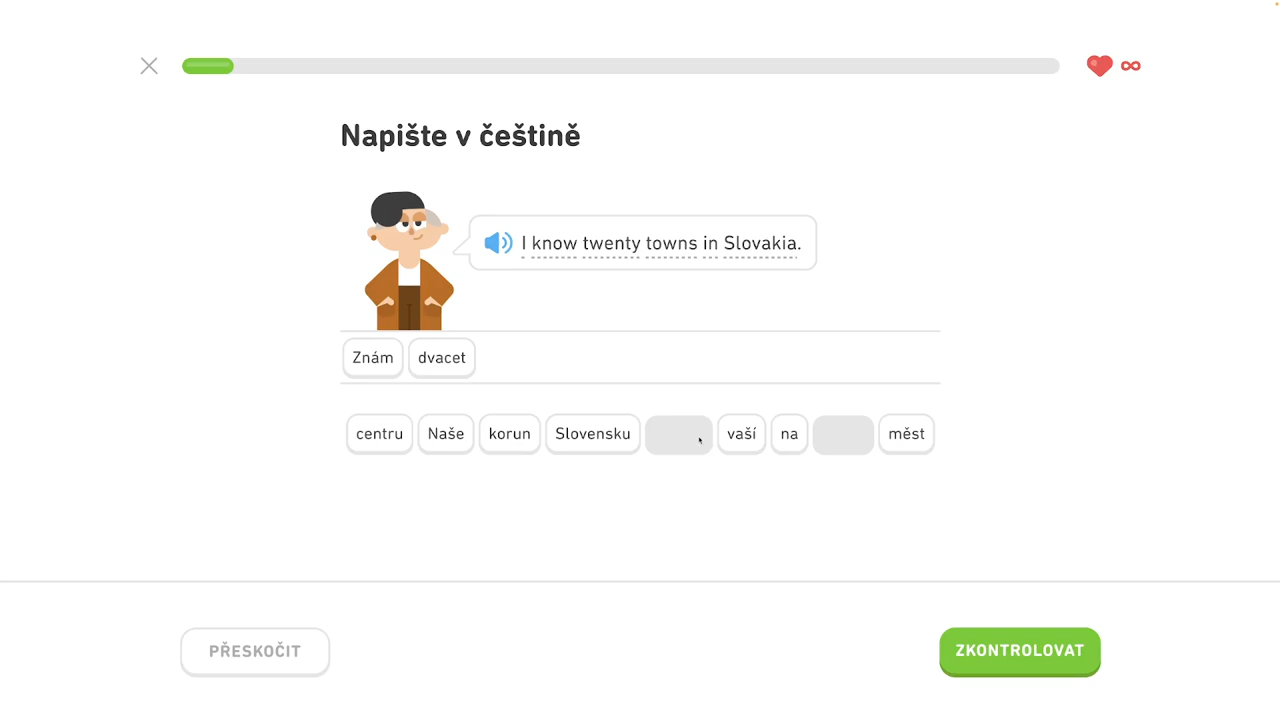 Napište v češtině
I know twenty towns in Slovakia.
Znám dvacet
centru Naše korun Slovensku vaší na měst
PŘESKOČIT ZKONTROLOVAT